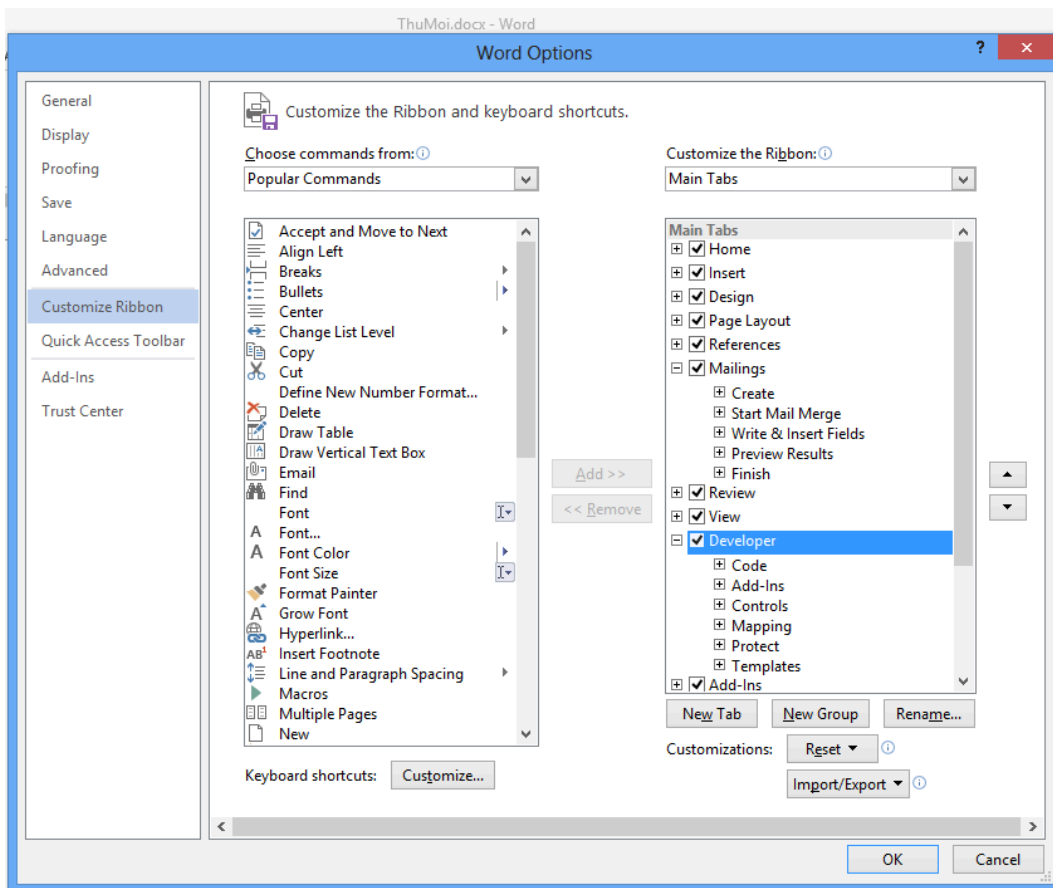 ThuMoi.docx - Word
Word Options
?
General
Display
Proofing
Save
Language
Advanced
Customize Ribbon
Quick Access Toolbar
Add-Ins
Trust Center
Customize the Ribbon and keyboard shortcuts.
Choose commands from:
Popular Commands
Accept and Move to Next
Align Left
Breaks
Bullets
Center
Change List Level
Copy
Cut
Define New Number Format...
Delete
Draw Table
Draw Vertical Text Box
Email
Find
Font
Font...
Font Color
Font Size
Format Painter
Grow Font
Hyperlink...
Insert Footnote
Line and Paragraph Spacing
Macros
Multiple Pages
New
Keyboard shortcuts: Customize...
Add >>
<< Remove
Customize the Ribbon:
Main Tabs
Main Tabs
Home
Insert
Design
Page Layout
References
Mailings
Create
Start Mail Merge
Write & Insert Fields
Preview Results
Finish
Review
View
Developer
Code
Add-Ins
Controls
Mapping
Protect
Templates
Add-Ins
New Tab New Group Rename...
Customizations: Reset
Import/Export
OK Cancel